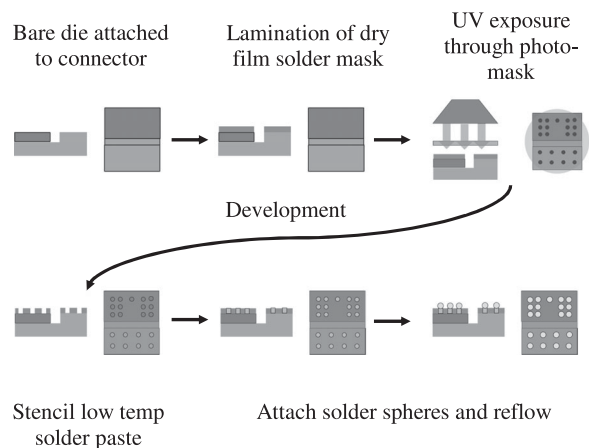 Bare die attached
to connector
Lamination of dry
film solder mask
UV exposure
through photo-
mask
Development
Stencil low temp
solder paste
Attach solder spheres and reflow